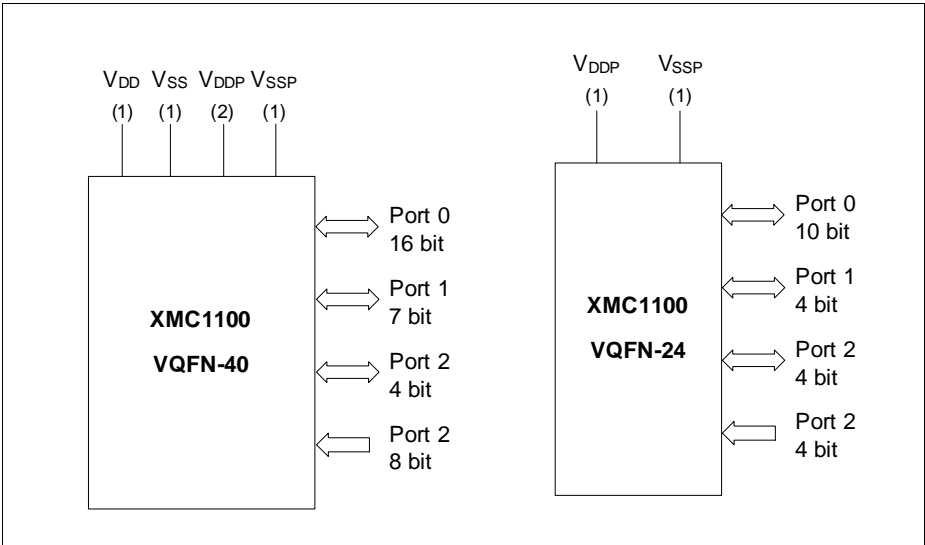 VDD VSS VDDP VSSP
(1) (1) (2) (1)
Port 0
16 bit
Port 1
7 bit
XMC1100
VQFN-40
Port 2
4 bit
Port 2
8 bit
VDDP VSSP
(1) (1)
Port 0
10 bit
Port 1
4 bit
XMC1100
VQFN-24
Port 2
4 bit
Port 2
4 bit